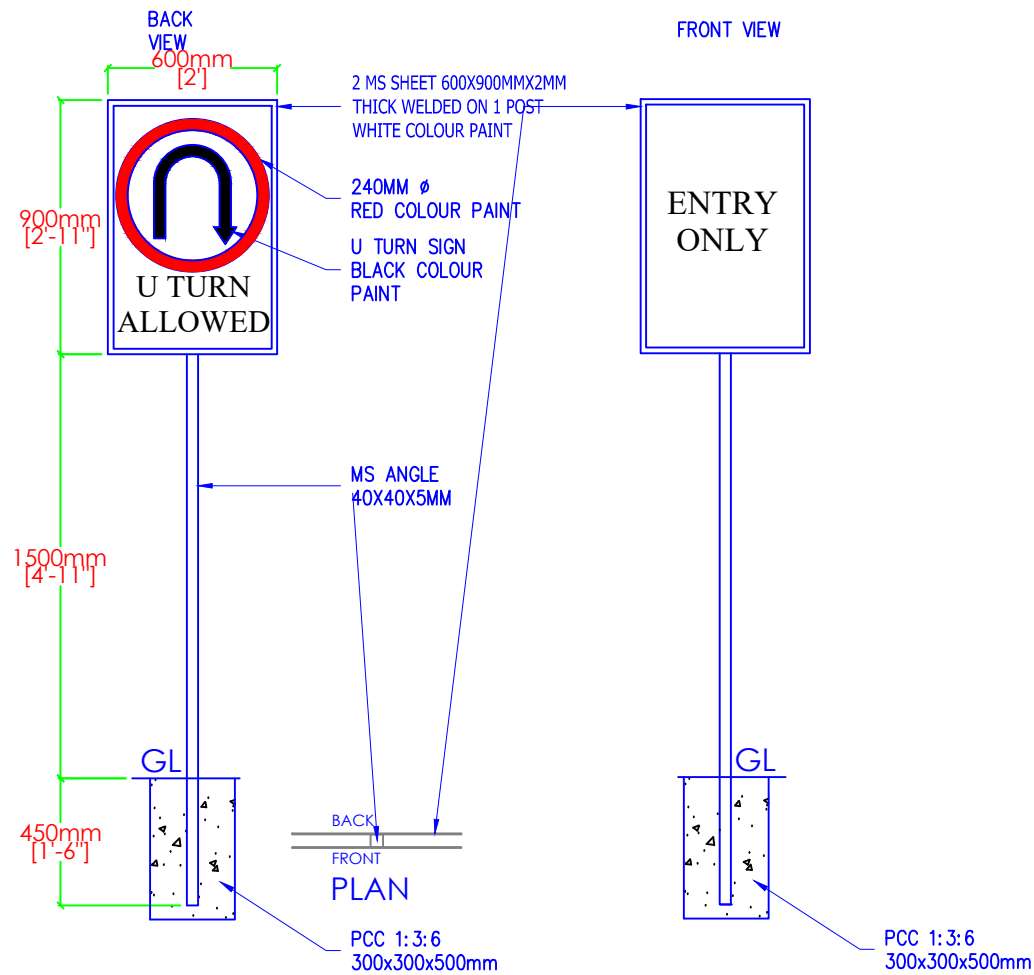 BACK
VIEW
FRONT VIEW
600mm
[2']
2 MS SHEET 600X900MMX2MM
THICK WELDED ON 1 POST
WHITE COLOUR PAINT
240MM ø
RED COLOUR PAINT
U TURN SIGN
BLACK COLOUR
PAINT
900mm
[2'-11"]
U TURN
ALLOWED
ENTRY
ONLY
MS ANGLE
40X40X5MM
1500mm
[4'-11"]
GL
GL
450mm
[1'-6"]
BACK
FRONT
PLAN
PCC 1:3:6
300x300x500mm
PCC 1:3:6
300x300x500mm